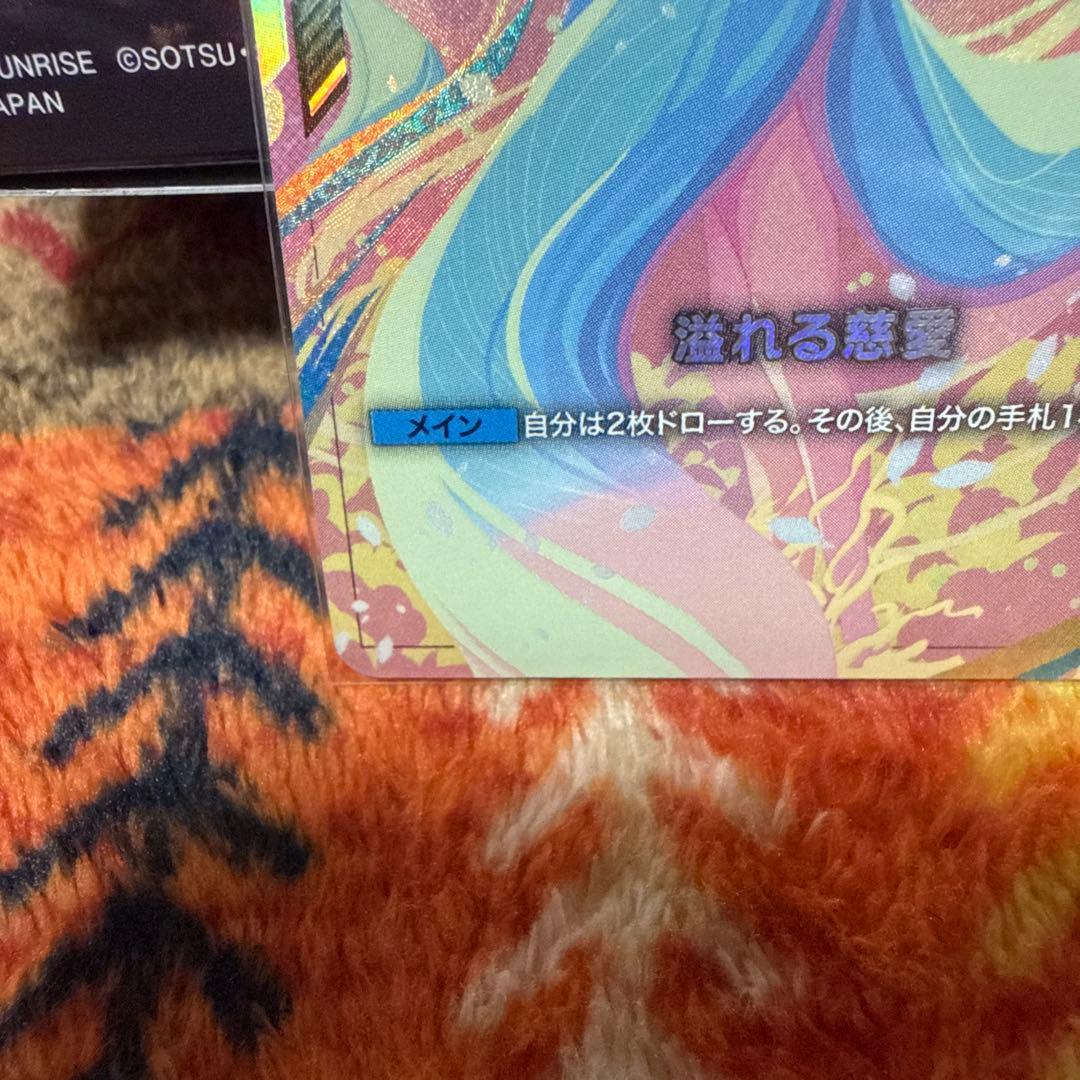 UNRISE ©SOTSU・
APAN
溢れる慈愛
メイン 自分は2枚ドローする。その後、自分の手札1